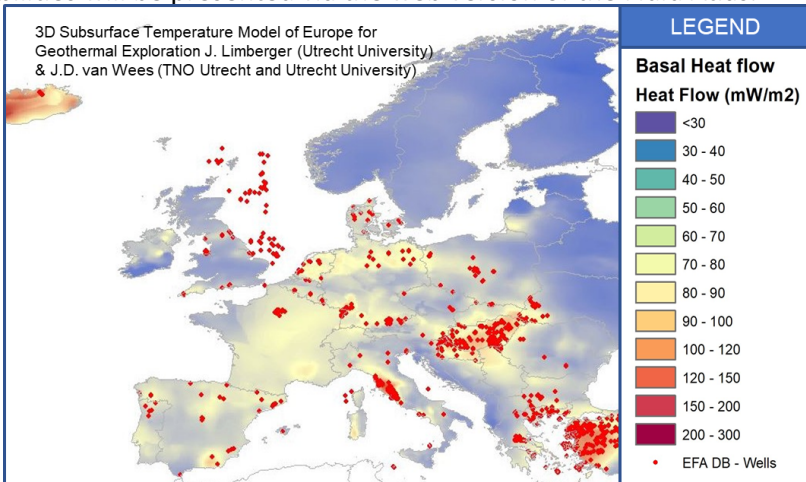 3D Subsurface Temperature Model of Europe for
Geothermal Exploration J. Limberger (Utrecht University)
& J.D. van Wees (TNO Utrecht and Utrecht University)
LEGEND
Basal Heat flow
Heat Flow (mW/m2)
<30
30 - 40
40 - 50
50 - 60
60 - 70
70 - 80
80 - 90
90 - 100
100 - 120
120 - 150
150 - 200
200 - 300
EFA DB - Wells